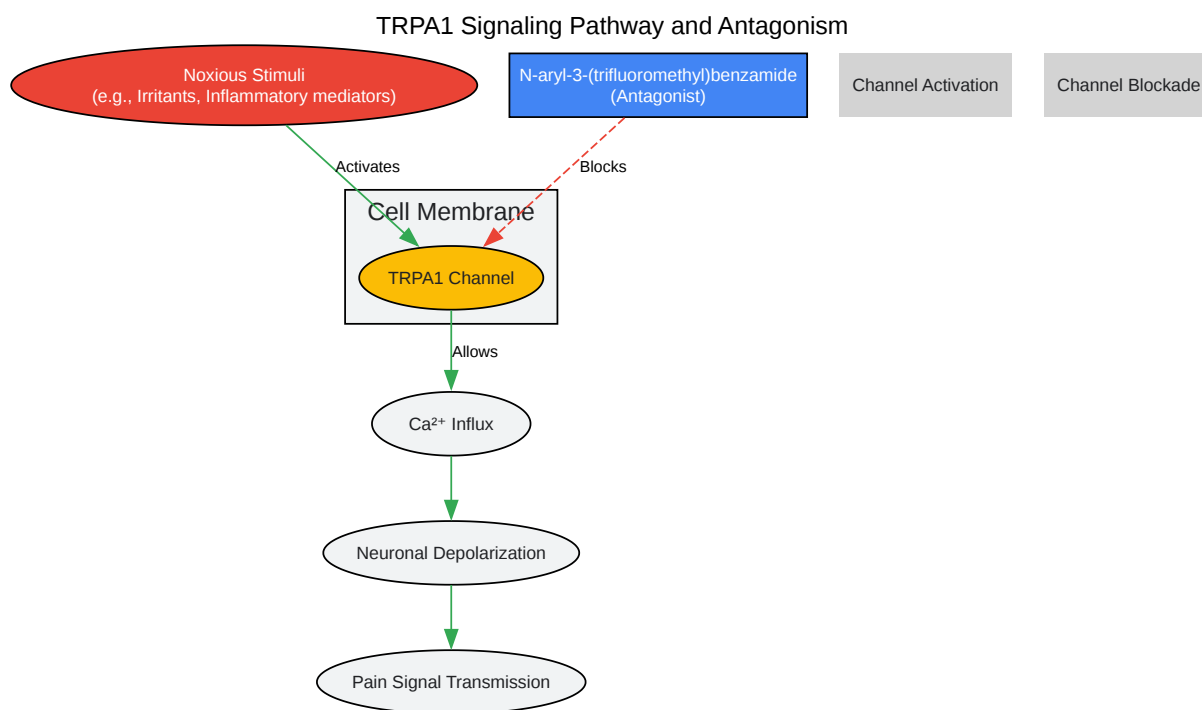 TRPA1 Signaling Pathway and Antagonism
Noxious Stimuli
(e.g., Irritants, Inflammatory mediators)
N-aryl-3-(trifluoromethyl)benzamide
(Antagonist)
Channel Activation
Channel Blockade
Activates
Blocks
Cell Membrane
TRPA1 Channel
Allows
Ca²⁺ Influx
Neuronal Depolarization
Pain Signal Transmission